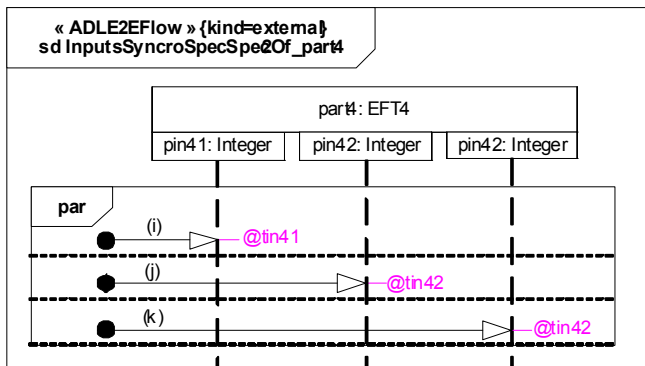 « ADLE2EFlow » {kind=external}
sd InputsSyncroSpecSpec2Of_part4
part4: EFT4
pin41: Integer pin42: Integer pin42: Integer
par
(i) @tin41
(j) @tin42
(k) @tin42